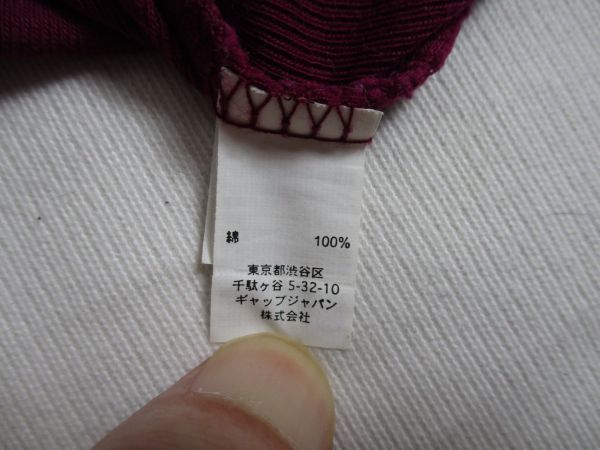 綿 100%
東京都渋谷区
千駄ヶ谷 5-32-10
ギャップジャパン
株式会社